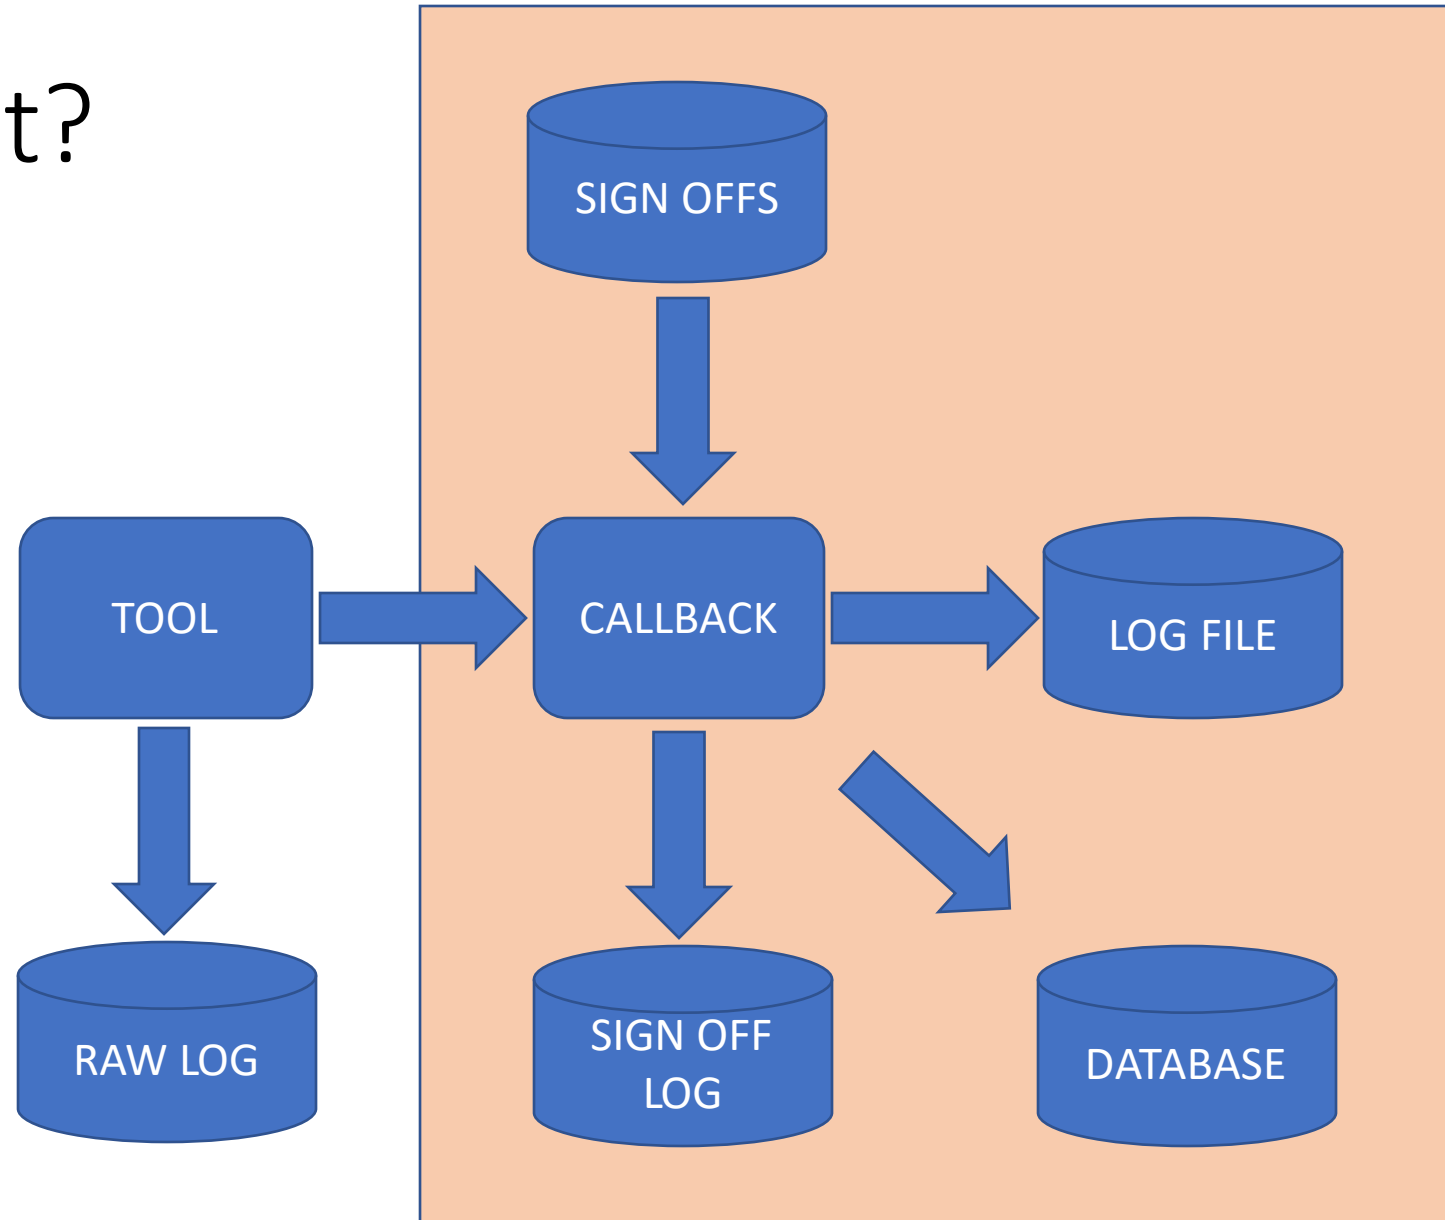 t?
SIGN OFFS
TOOL
CALLBACK
LOG FILE
RAW LOG
SIGN OFF
LOG
DATABASE